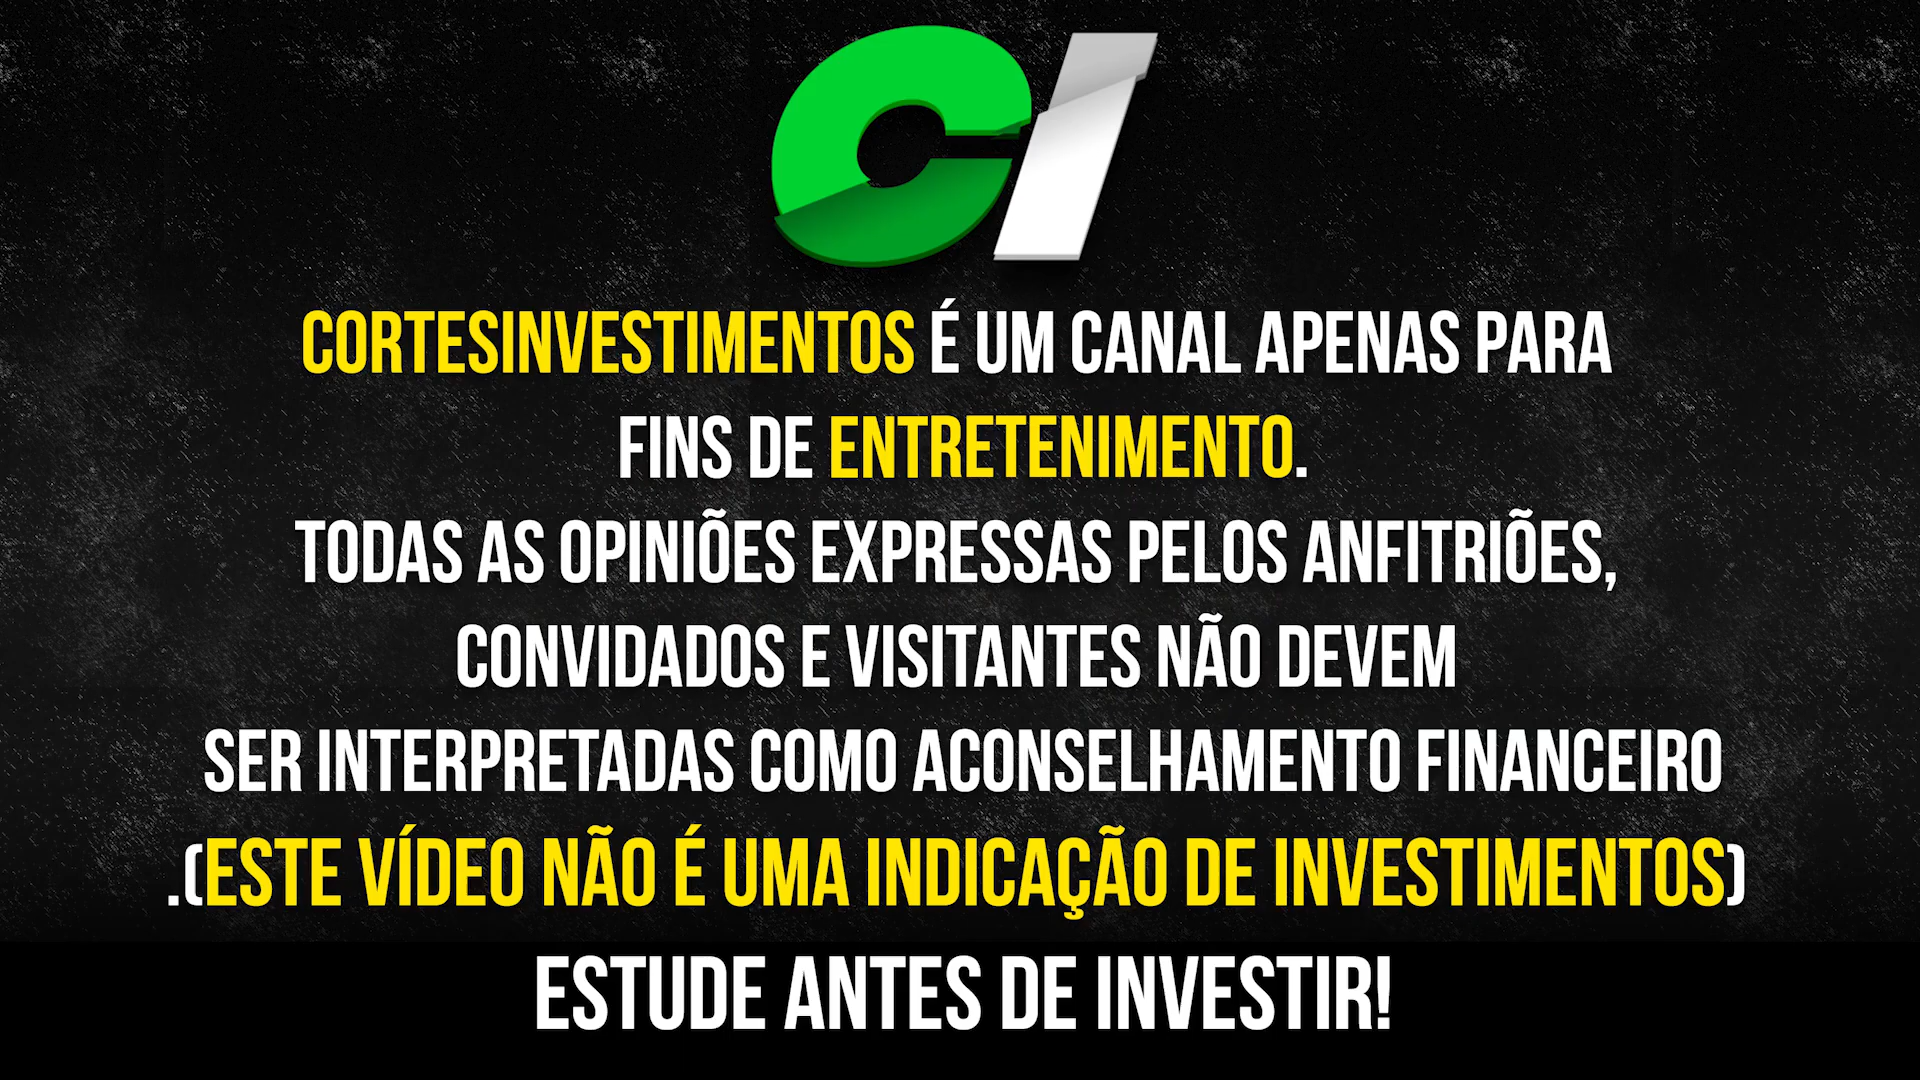 CI
CORTESINVESTIMENTOS É UM CANAL APENAS PARA
FINS DE ENTRETENIMENTO.
TODAS AS OPINIÕES EXPRESSAS PELOS ANFITRIÕES,
CONVIDADOS E VISITANTES NÃO DEVEM
SER INTERPRETADAS COMO ACONSELHAMENTO FINANCEIRO
.(ESTE VÍDEO NÃO É UMA INDICAÇÃO DE INVESTIMENTOS)
ESTUDE ANTES DE INVESTIR!